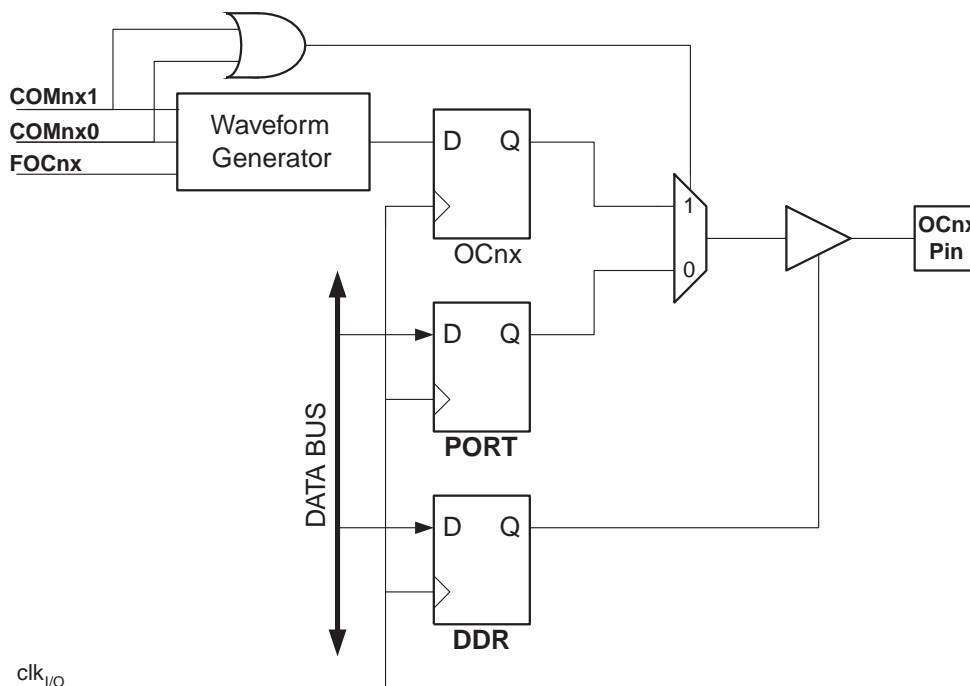 COMnx1
COMnx0
FOCnx
Waveform
Generator
D Q
OCnx
1
0
OCnx
Pin
D Q
PORT
DATA BUS
D Q
DDR
clkI/O